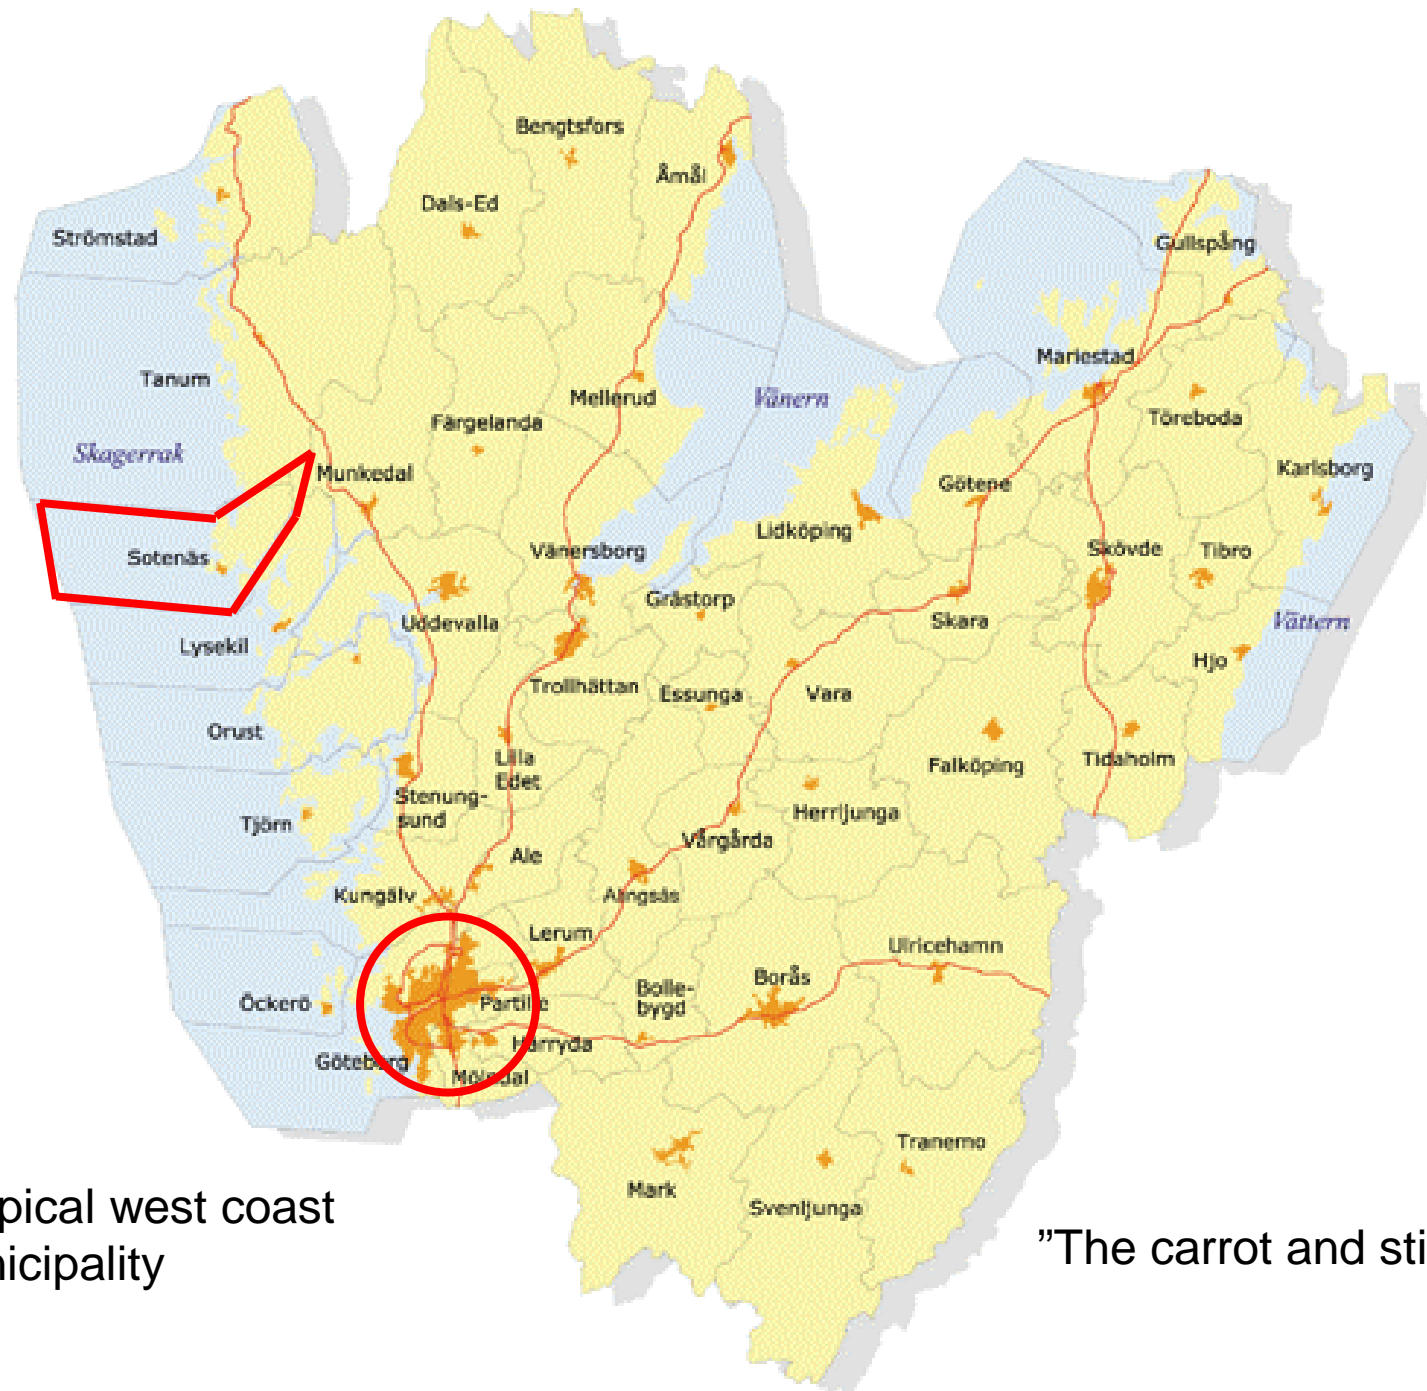 Bengtsfors
Åmål
Dals-Ed
Strömstad
Gullspång
Mariestad
Tanum
Mellerud
Vänern
Töreboda
Färgelanda
Skagerrak
Munkedal
Karlsborg
Götene
Lidköping
Sotenäs
Vänersborg
Skövde
Tibro
Grästorp
Uddevalla
Skara
Vättern
Lysekil
Hjo
Trollhättan
Essunga
Vara
Orust
Lilla
Edet
Falköping
Tidaholm
Stenung-
sund
Herrljunga
Tjörn
Vårgårda
Ale
Kungälv
Alingsås
Lerum
Ulricehamn
Borås
Bolle-
bygd
Öckerö
Partille
Härryda
Göteborg
Mölndal
Tranemo
Mark
Svenljunga
pical west coast
nicipality
”The carrot and sti